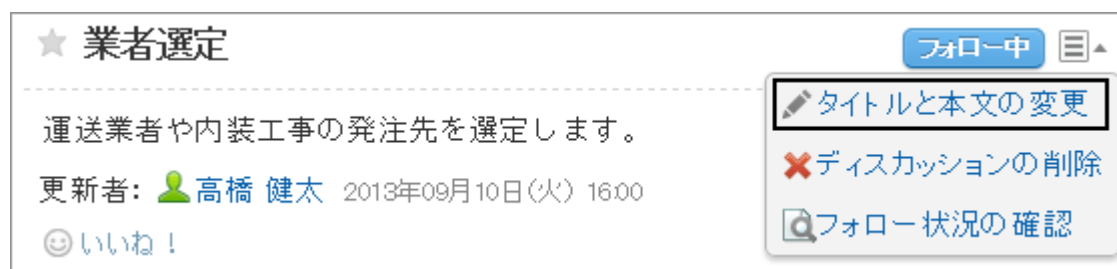 業者選定
フォロー中
タイトルと本文の変更
運送業者や内装工事の発注先を選定します。
ディスカッションの削除
更新者: 高橋 健太 2013年09月10日(火) 16:00
フォロー状況の確認
いいね!